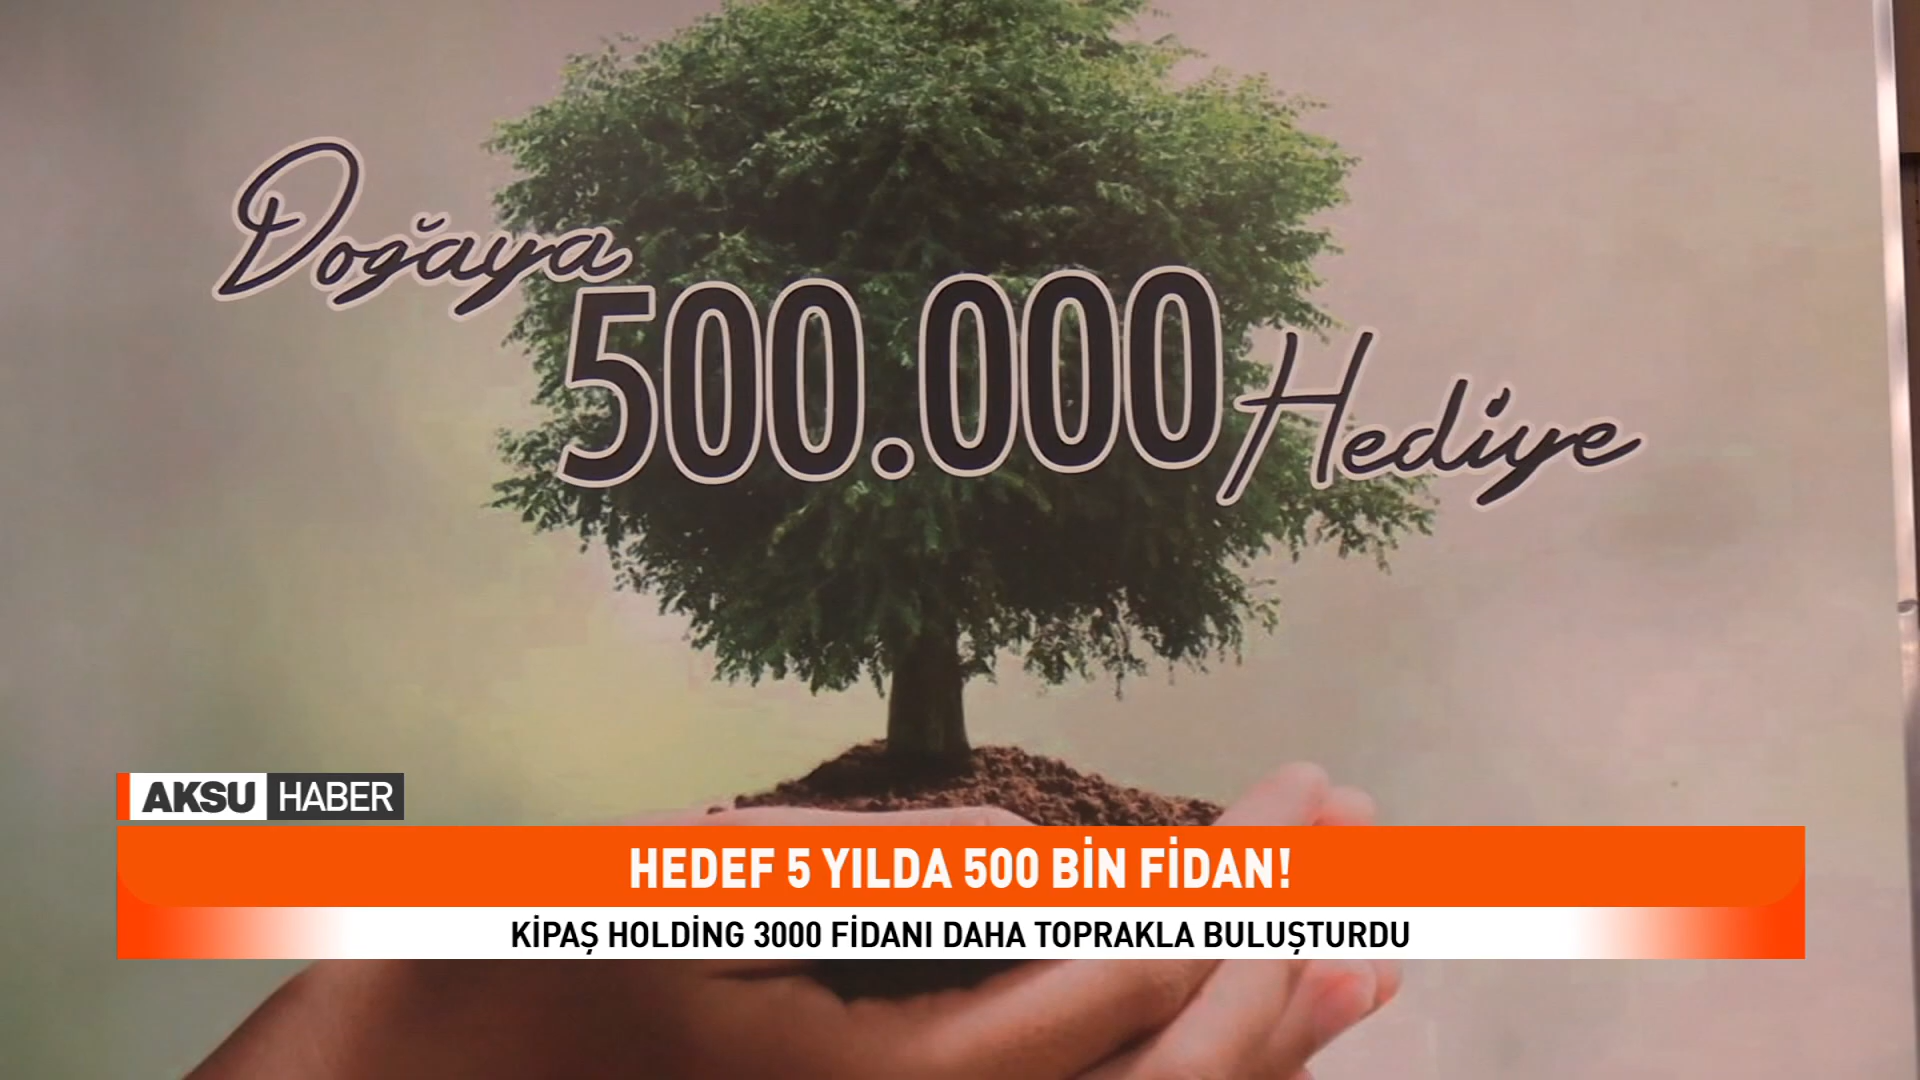 Doğaya
500.000
Hediye
AKSU HABER
HEDEF 5 YILDA 500 BİN FİDAN!
KİPAŞ HOLDİNG 3000 FİDANI DAHA TOPRAKLA BULUŞTURDU